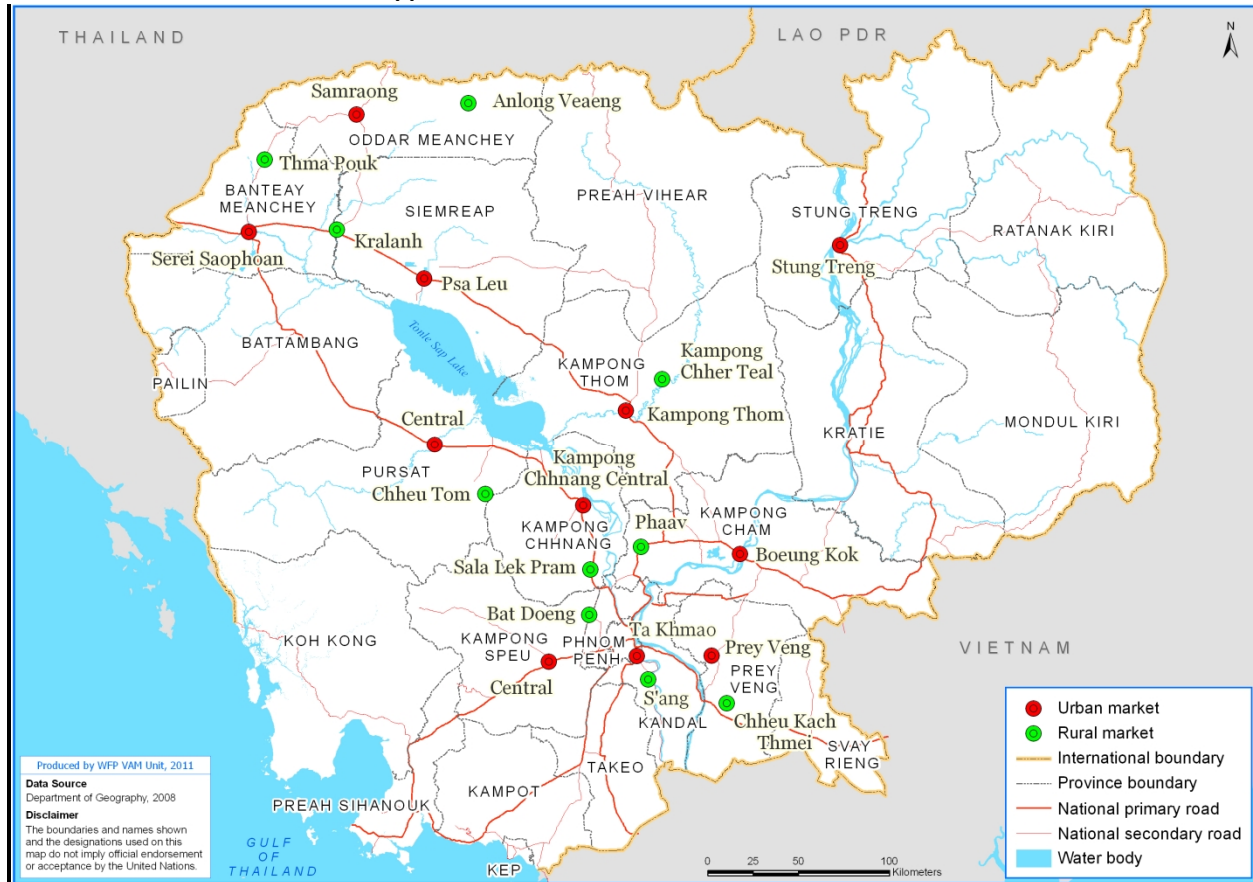 THAILAND
LAO PDR
N
Samraong
Anlong Veaeng
ODDAR MEANCHEY
Thma Pouk
BANTEAY
MEANCHEY
SIEMREAP
PREAH VIHEAR
STUNG TRENG
RATANAK KIRI
Kralanh
Serei Saophoan
Stung Treng
Psa Leu
Tonle Sap Lake
BATTAMBANG
PAILIN
KAMPONG
THOM
Kampong
Chher Teal
Kampong Thom
Central
MONDUL KIRI
KRATIE
PURSAT
Chheu Tom
Kampong
Chhnang Central
KAMPONG
CHHNANG
Phaav
KAMPONG
CHAM
Boeung Kok
Sala Lek Pram
Bat Doeng
KOH KONG
KAMPONG
SPEU
PHNOM
PENH
Ta Khmao
Prey Veng
PREY
VENG
Central
S'ang
KANDAL
Chheu Kach
Thmei
SVAY
RIENG
VIETNAM
TAKEO
KAMPOT
PREAH SIHANOUK
KEP
GULF
OF
THAILAND
Produced by WFP VAM Unit, 2011
Data Source
Department of Geography, 2008
Disclaimer
The boundaries and names shown
and the designations used on this
map do not imply official endorsement
or acceptance by the United Nations.
0 25 50 100
Kilometers
Urban market
Rural market
International boundary
Province boundary
National primary road
National secondary road
Water body